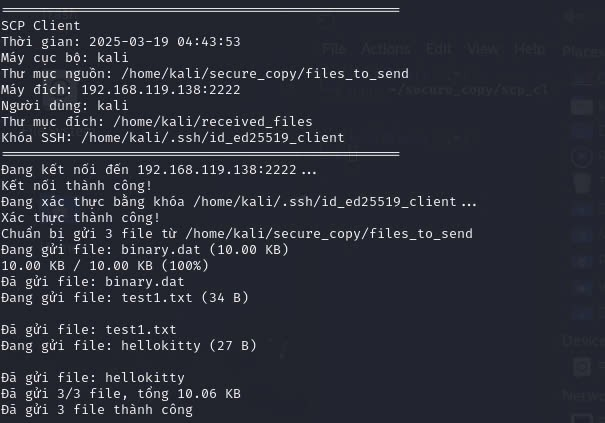 SCP Client
Thời gian: 2025-03-19 04:43:53
Máy cục bộ: kali
Thư mục nguồn: /home/kali/secure_copy/files_to_send
Máy đích: 192.168.119.138:2222
Người dùng: kali
Thư mục đích: /home/kali/received_files
Khóa SSH: /home/kali/.ssh/id_ed25519_client
Đang kết nối đến 192.168.119.138:2222...
Kết nối thành công!
Đang xác thực bằng khóa /home/kali/.ssh/id_ed25519_client...
Xác thực thành công!
Chuẩn bị gửi 3 file từ /home/kali/secure_copy/files_to_send
Đang gửi file: binary.dat (10.00 KB)
10.00 KB / 10.00 KB (100%)
Đã gửi file: binary.dat
Đang gửi file: test1.txt (34 B)
Đã gửi file: test1.txt
Đang gửi file: hellokitty (27 B)
Đã gửi file: hellokitty
Đã gửi 3/3 file, tổng 10.06 KB
Đã gửi 3 file thành công
File Actions Edit View Help
~/secure_copy/scp_cl